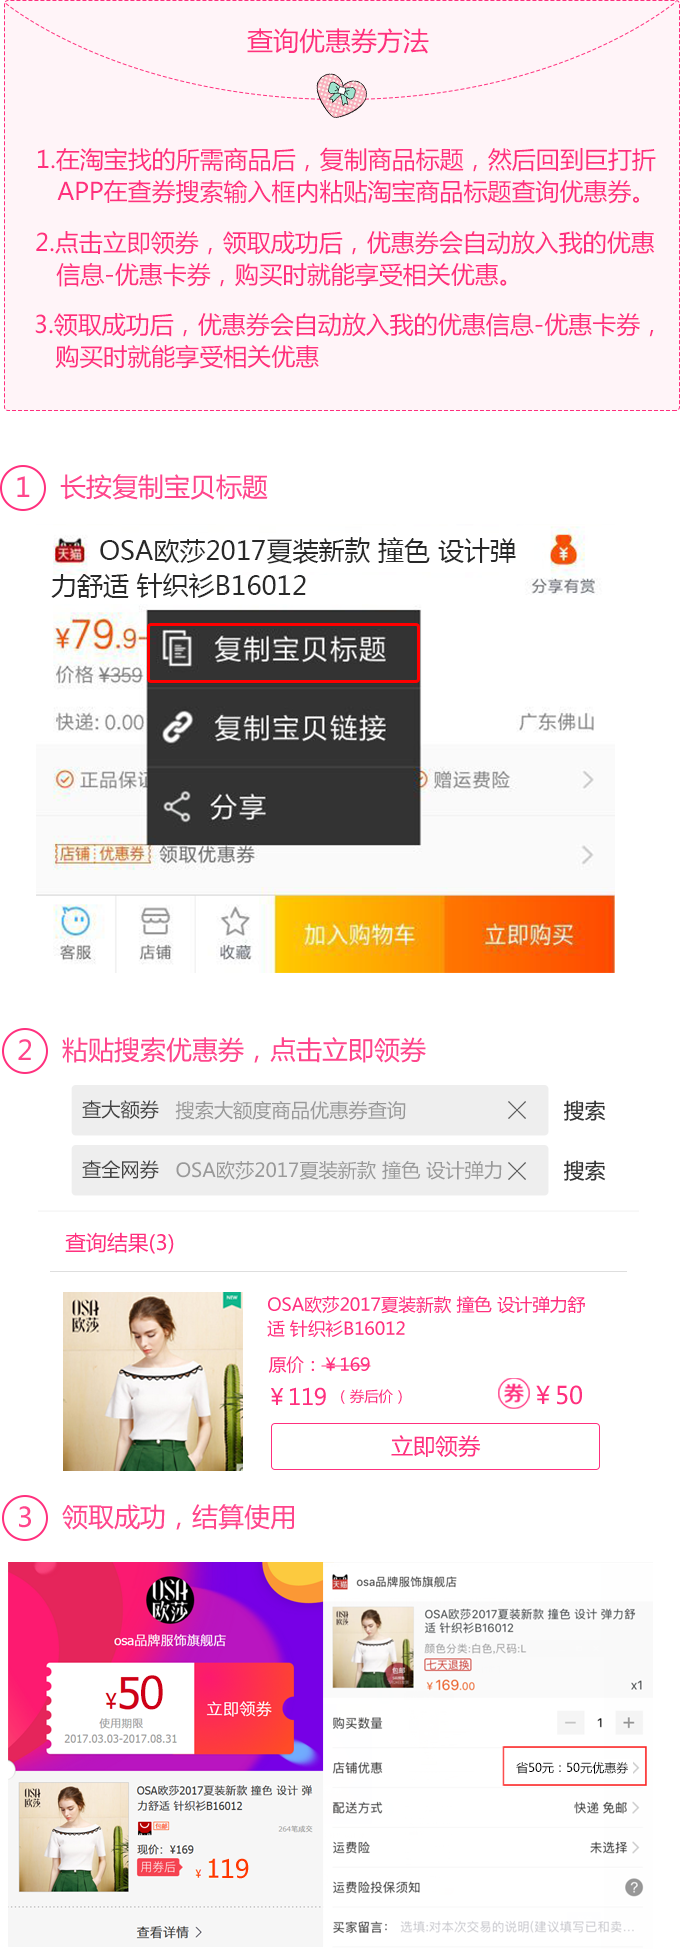 查询优惠券方法
1.在淘宝找的所需商品后，复制商品标题，然后回到巨打折
APP在查券搜索输入框内粘贴淘宝商品标题查询优惠券。
2.点击立即领券，领取成功后，优惠券会自动放入我的优惠
信息-优惠卡券，购买时就能享受相关优惠。
3.领取成功后，优惠券会自动放入我的优惠信息-优惠卡券，
购买时就能享受相关优惠
1 长按复制宝贝标题
天猫 OSA欧莎2017夏装新款 撞色 设计弹
力舒适 针织衫B16012
分享有赏
¥79.9-
价格 ¥359
复制宝贝标题
快递: 0.00
复制宝贝链接
广东佛山
正品保证
分享
赠运费险
店铺优惠券 领取优惠券
客服 店铺 收藏 加入购物车 立即购买
2 粘贴搜索优惠券，点击立即领券
查大额券 搜索大额度商品优惠券查询 搜索
查全网券 OSA欧莎2017夏装新款 撞色 设计弹力 搜索
查询结果(3)
OSA
欧莎
NEW
OSA欧莎2017夏装新款 撞色 设计弹力舒
适 针织衫B16012
原价：¥169
¥119（券后价） 券 ¥50
立即领券
3 领取成功，结算使用
OSA
欧莎
osa品牌服饰旗舰店
¥50
使用期限
2017.03.03-2017.08.31
立即领券
OSA
欧莎
OSA欧莎2017夏装新款 撞色 设计 弹
力舒适 针织衫B16012
包邮
264笔成交
现价：¥169
用券后 ¥119
查看详情
天猫 osa品牌服饰旗舰店
OSA
欧莎
包邮
OSA欧莎2017夏装新款 撞色 设计 弹力舒
适 针织衫B16012
颜色分类:白色,尺码:L
七天退换
¥169.00 x1
购买数量 1
店铺优惠 省50元：50元优惠券
配送方式 快递 免邮
运费险 未选择
运费险投保须知 ?
买家留言： 选填:对本次交易的说明(建议填写已和卖...